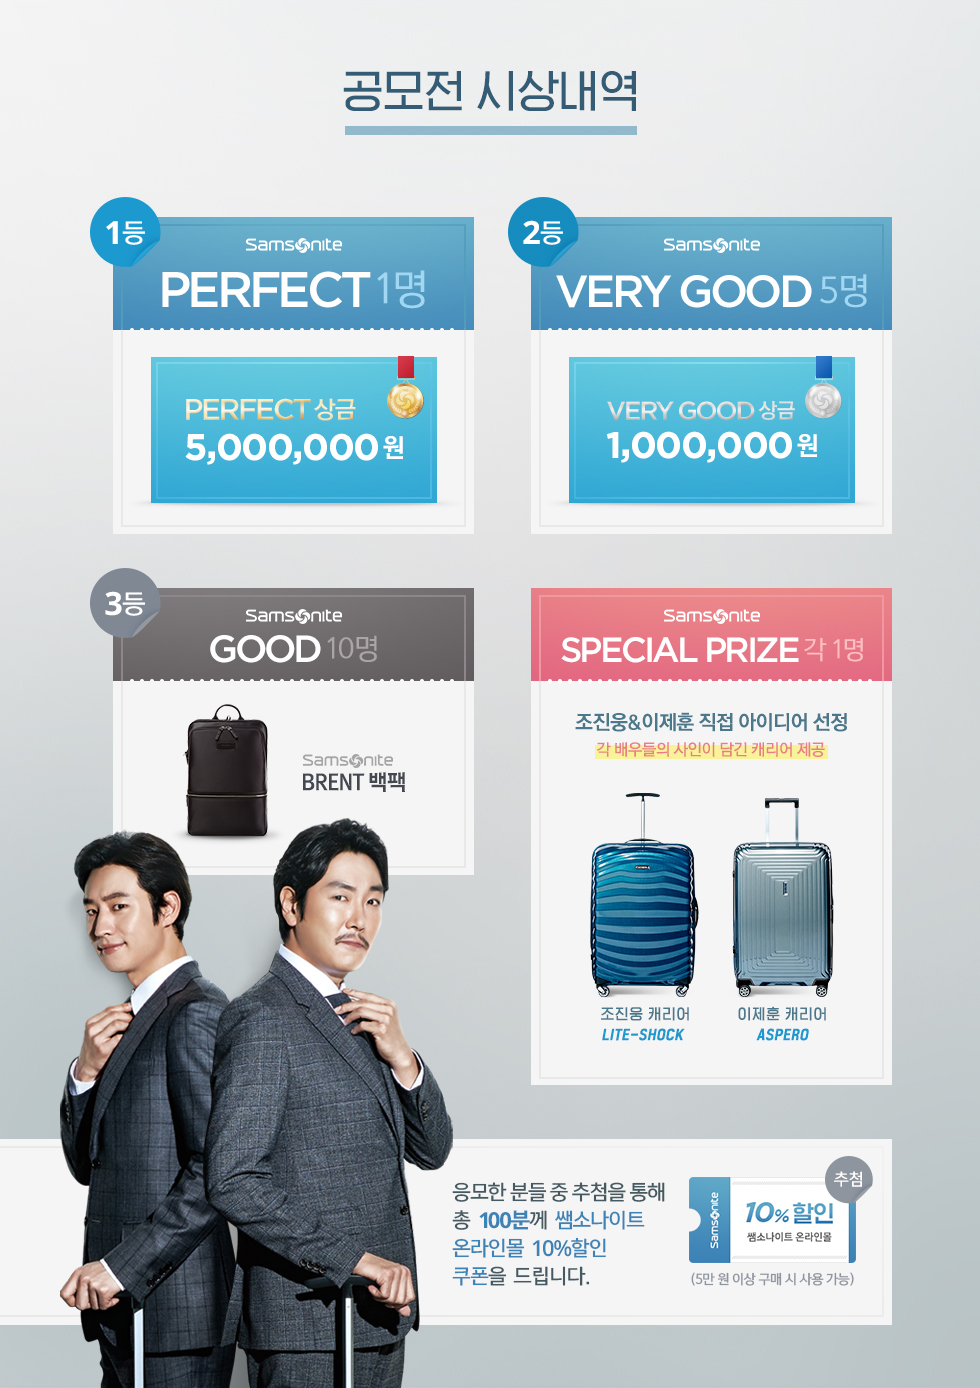 공모전 시상내역
1등
Samsonite
PERFECT 1명
PERFECT 상금
5,000,000 원
2등
Samsonite
VERY GOOD 5명
VERY GOOD 상금
1,000,000 원
3등
Samsonite
GOOD 10명
Samsonite
BRENT 백팩
Samsonite
SPECIAL PRIZE 각 1명
조진웅&이제훈 직접 아이디어 선정
각 배우들의 사인이 담긴 캐리어 제공
조진웅 캐리어
LITE-SHOCK
이제훈 캐리어
ASPERO
응모한 분들 중 추첨을 통해
총 100분께 쌤소나이트
온라인몰 10%할인
쿠폰을 드립니다.
추첨
Samsonite
10% 할인
쌤소나이트 온라인몰
(5만 원 이상 구매 시 사용 가능)